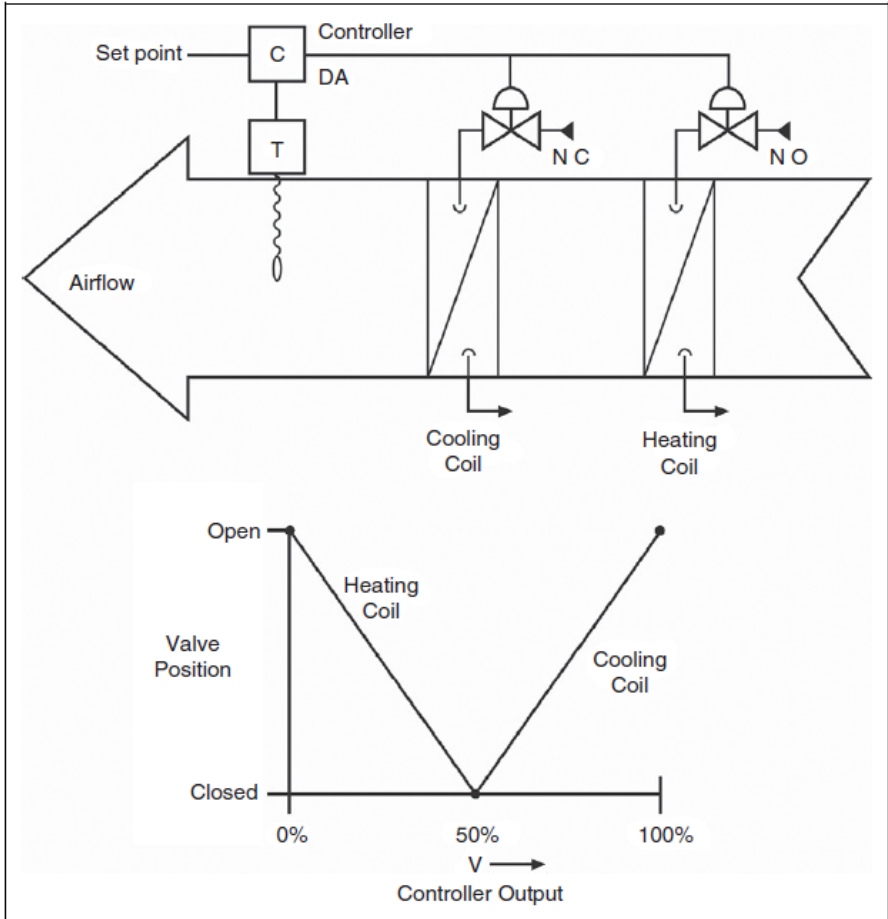 Controller
Set point
C
DA
T
N C
N O
Airflow
Cooling
Coil
Heating
Coil
Open
Heating
Coil
Valve
Position
Cooling
Coil
Closed
0%
50%
100%
V
Controller Output